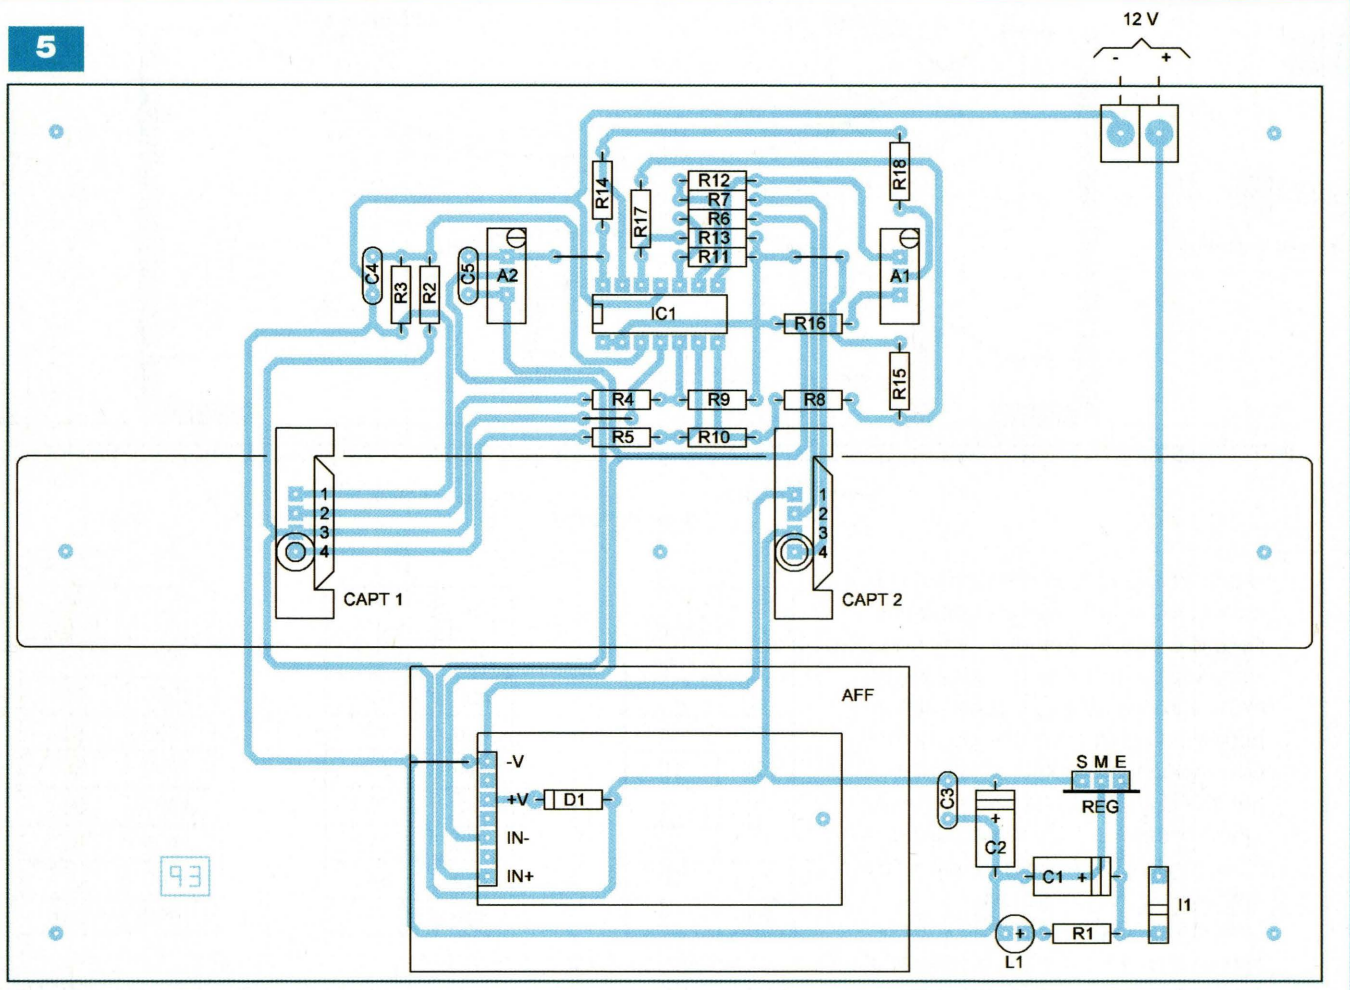 5
12 V
- +
R14
R18
R12
R7
R17
R6
R13
R11
C4
R3
R2
C5
A2
A1
IC1
R16
R15
R4
R9
R8
R5
R10
1
2
3
4
CAPT 1
1
2
3
4
CAPT 2
AFF
-V
+V
D1
IN-
IN+
S M E
REG
C3
+
C2
C1 +
I1
+
R1
L1
93